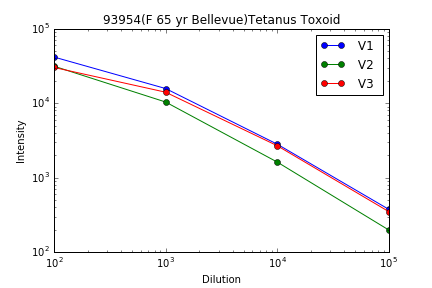 93954(F 65 yr Bellevue)Tetanus Toxoid
10^5
10^4
10^3
10^2
Intensity
V1
V2
V3
10^2 10^3 10^4 10^5
Dilution